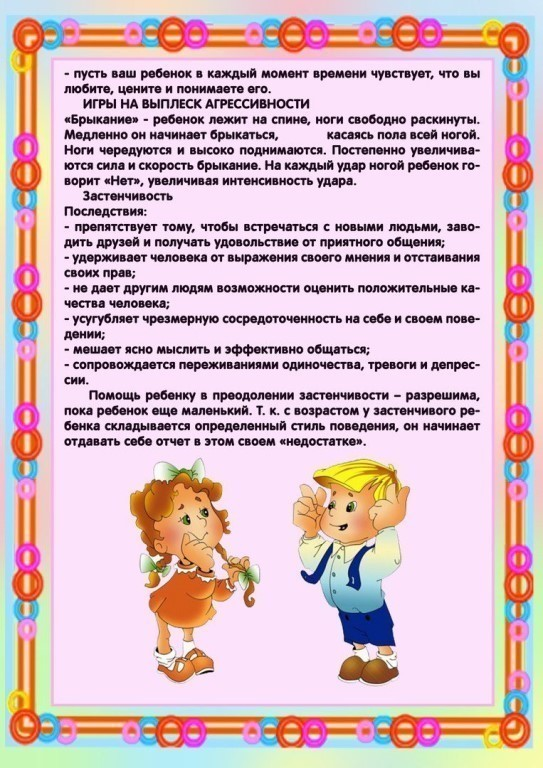 - пусть ваш ребенок в каждый момент времени чувствует, что вы
любите, цените и понимаете его.
ИГРЫ НА ВЫПЛЕСК АГРЕССИВНОСТИ
«Брыкание» - ребенок лежит на спине, ноги свободно раскинуты.
Медленно он начинает брыкаться, касаясь пола всей ногой.
Ноги чередуются и высоко поднимаются. Постепенно увеличива-
ются сила и скорость брыкание. На каждый удар ногой ребенок го-
ворит «Нет», увеличивая интенсивность удара.
Застенчивость
Последствия:
- препятствует тому, чтобы встречаться с новыми людьми, заво-
дить друзей и получать удовольствие от приятного общения;
- удерживает человека от выражения своего мнения и отстаивания
своих прав;
- не дает другим людям возможности оценить положительные ка-
чества человека;
- усугубляет чрезмерную сосредоточенность на себе и своем пове-
дении;
- мешает ясно мыслить и эффективно общаться;
- сопровождается переживаниями одиночества, тревоги и депрес-
сии.
Помощь ребенку в преодолении застенчивости – разрешима,
пока ребенок еще маленький. Т. к. с возрастом у застенчивого ре-
бенка складывается определенный стиль поведения, он начинает
отдавать себе отчет в этом своем «недостатке».